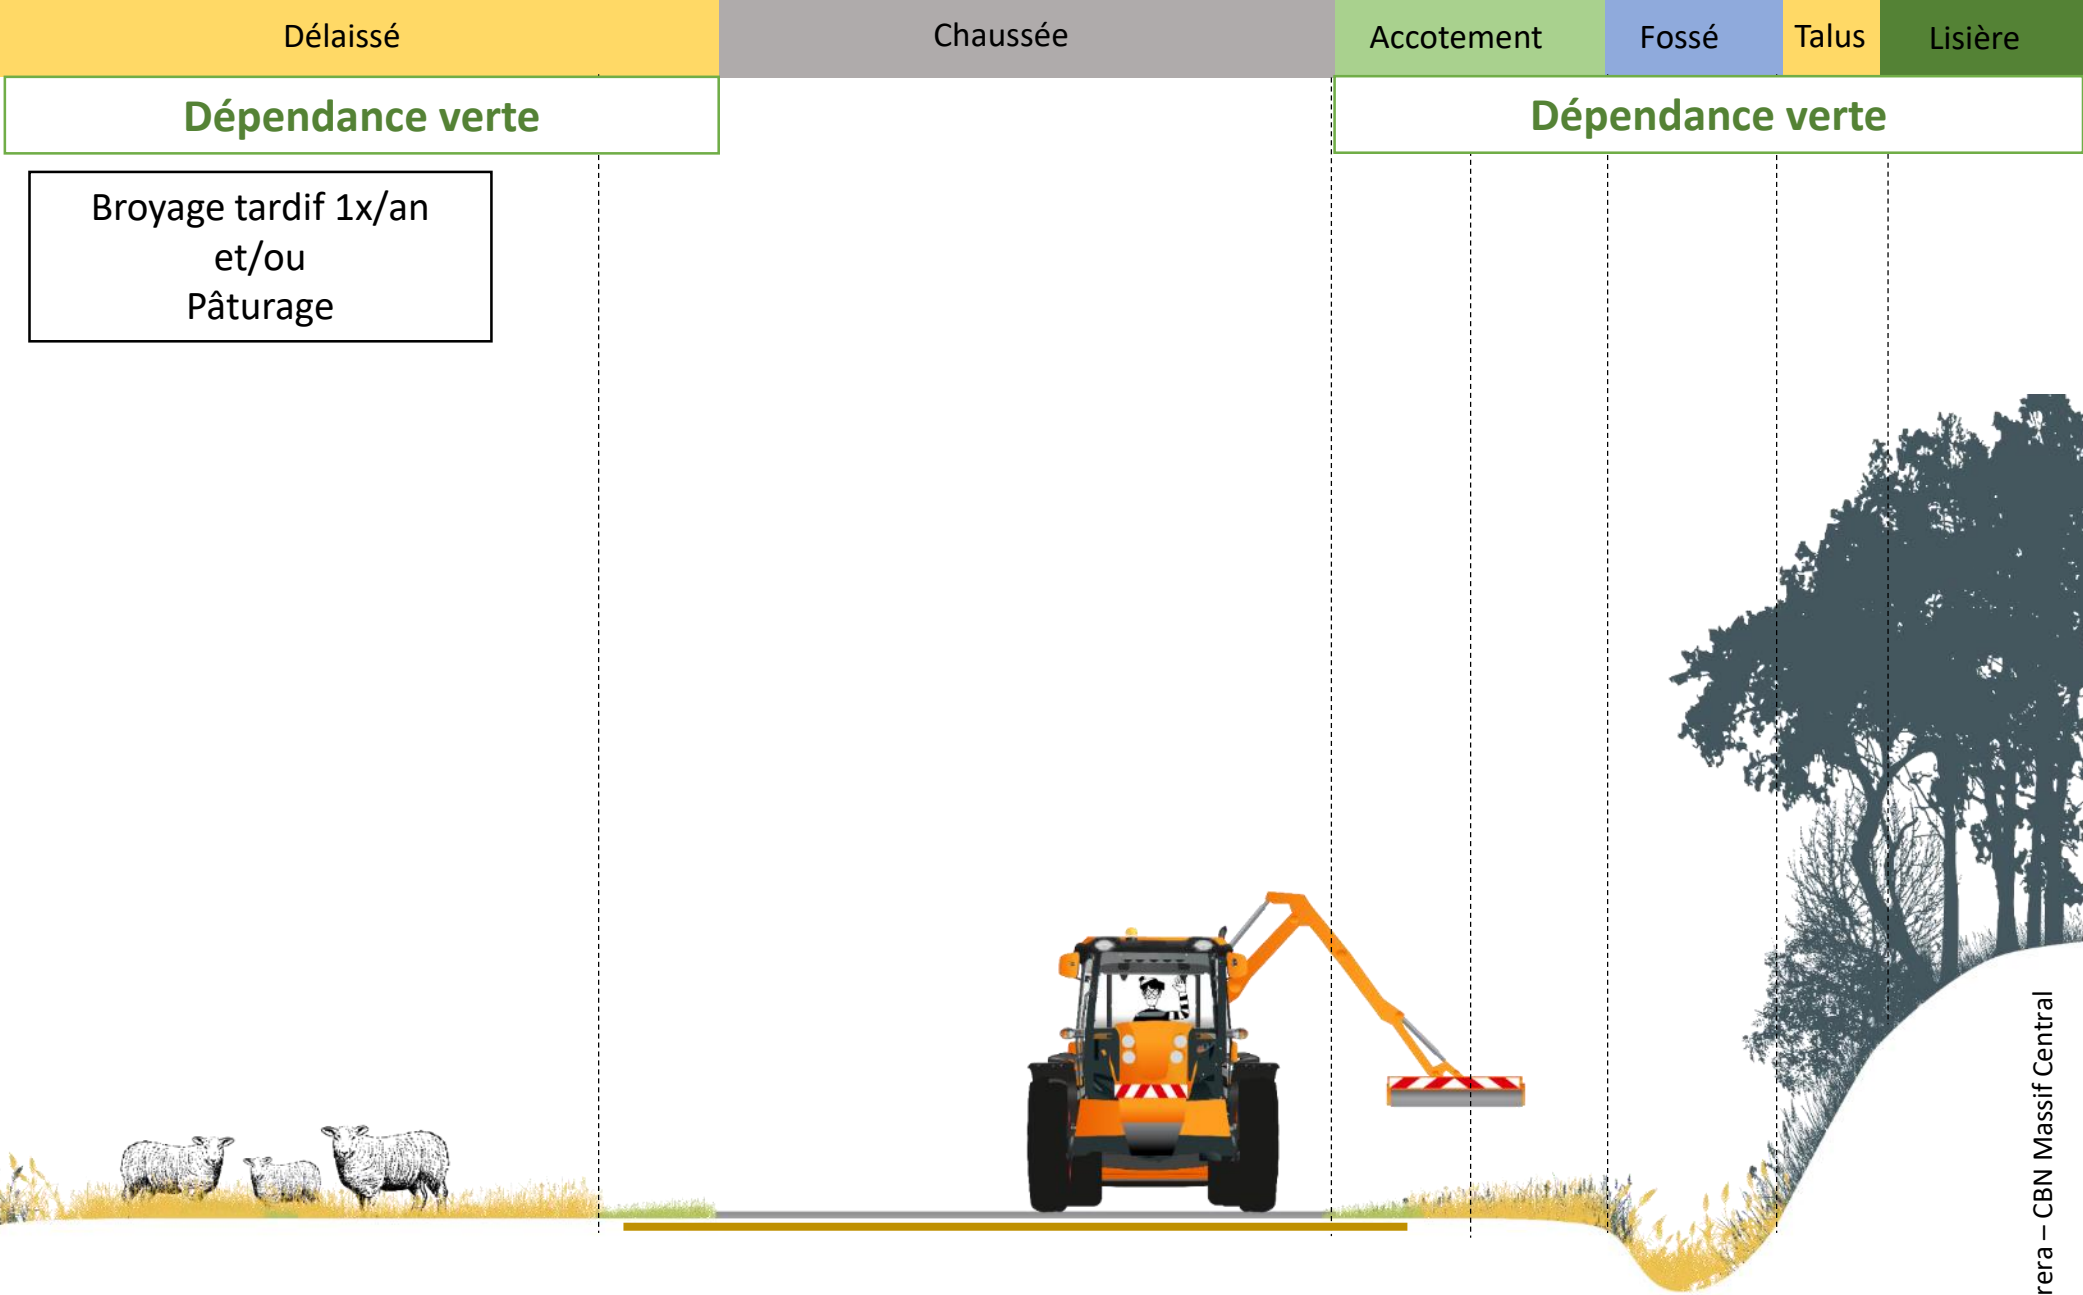 Délaissé
Chaussée
Accotement
Fossé
Talus
Lisière
Dépendance verte
Dépendance verte
Broyage tardif 1x/an
et/ou
Pâturage
rera – CBN Massif Central